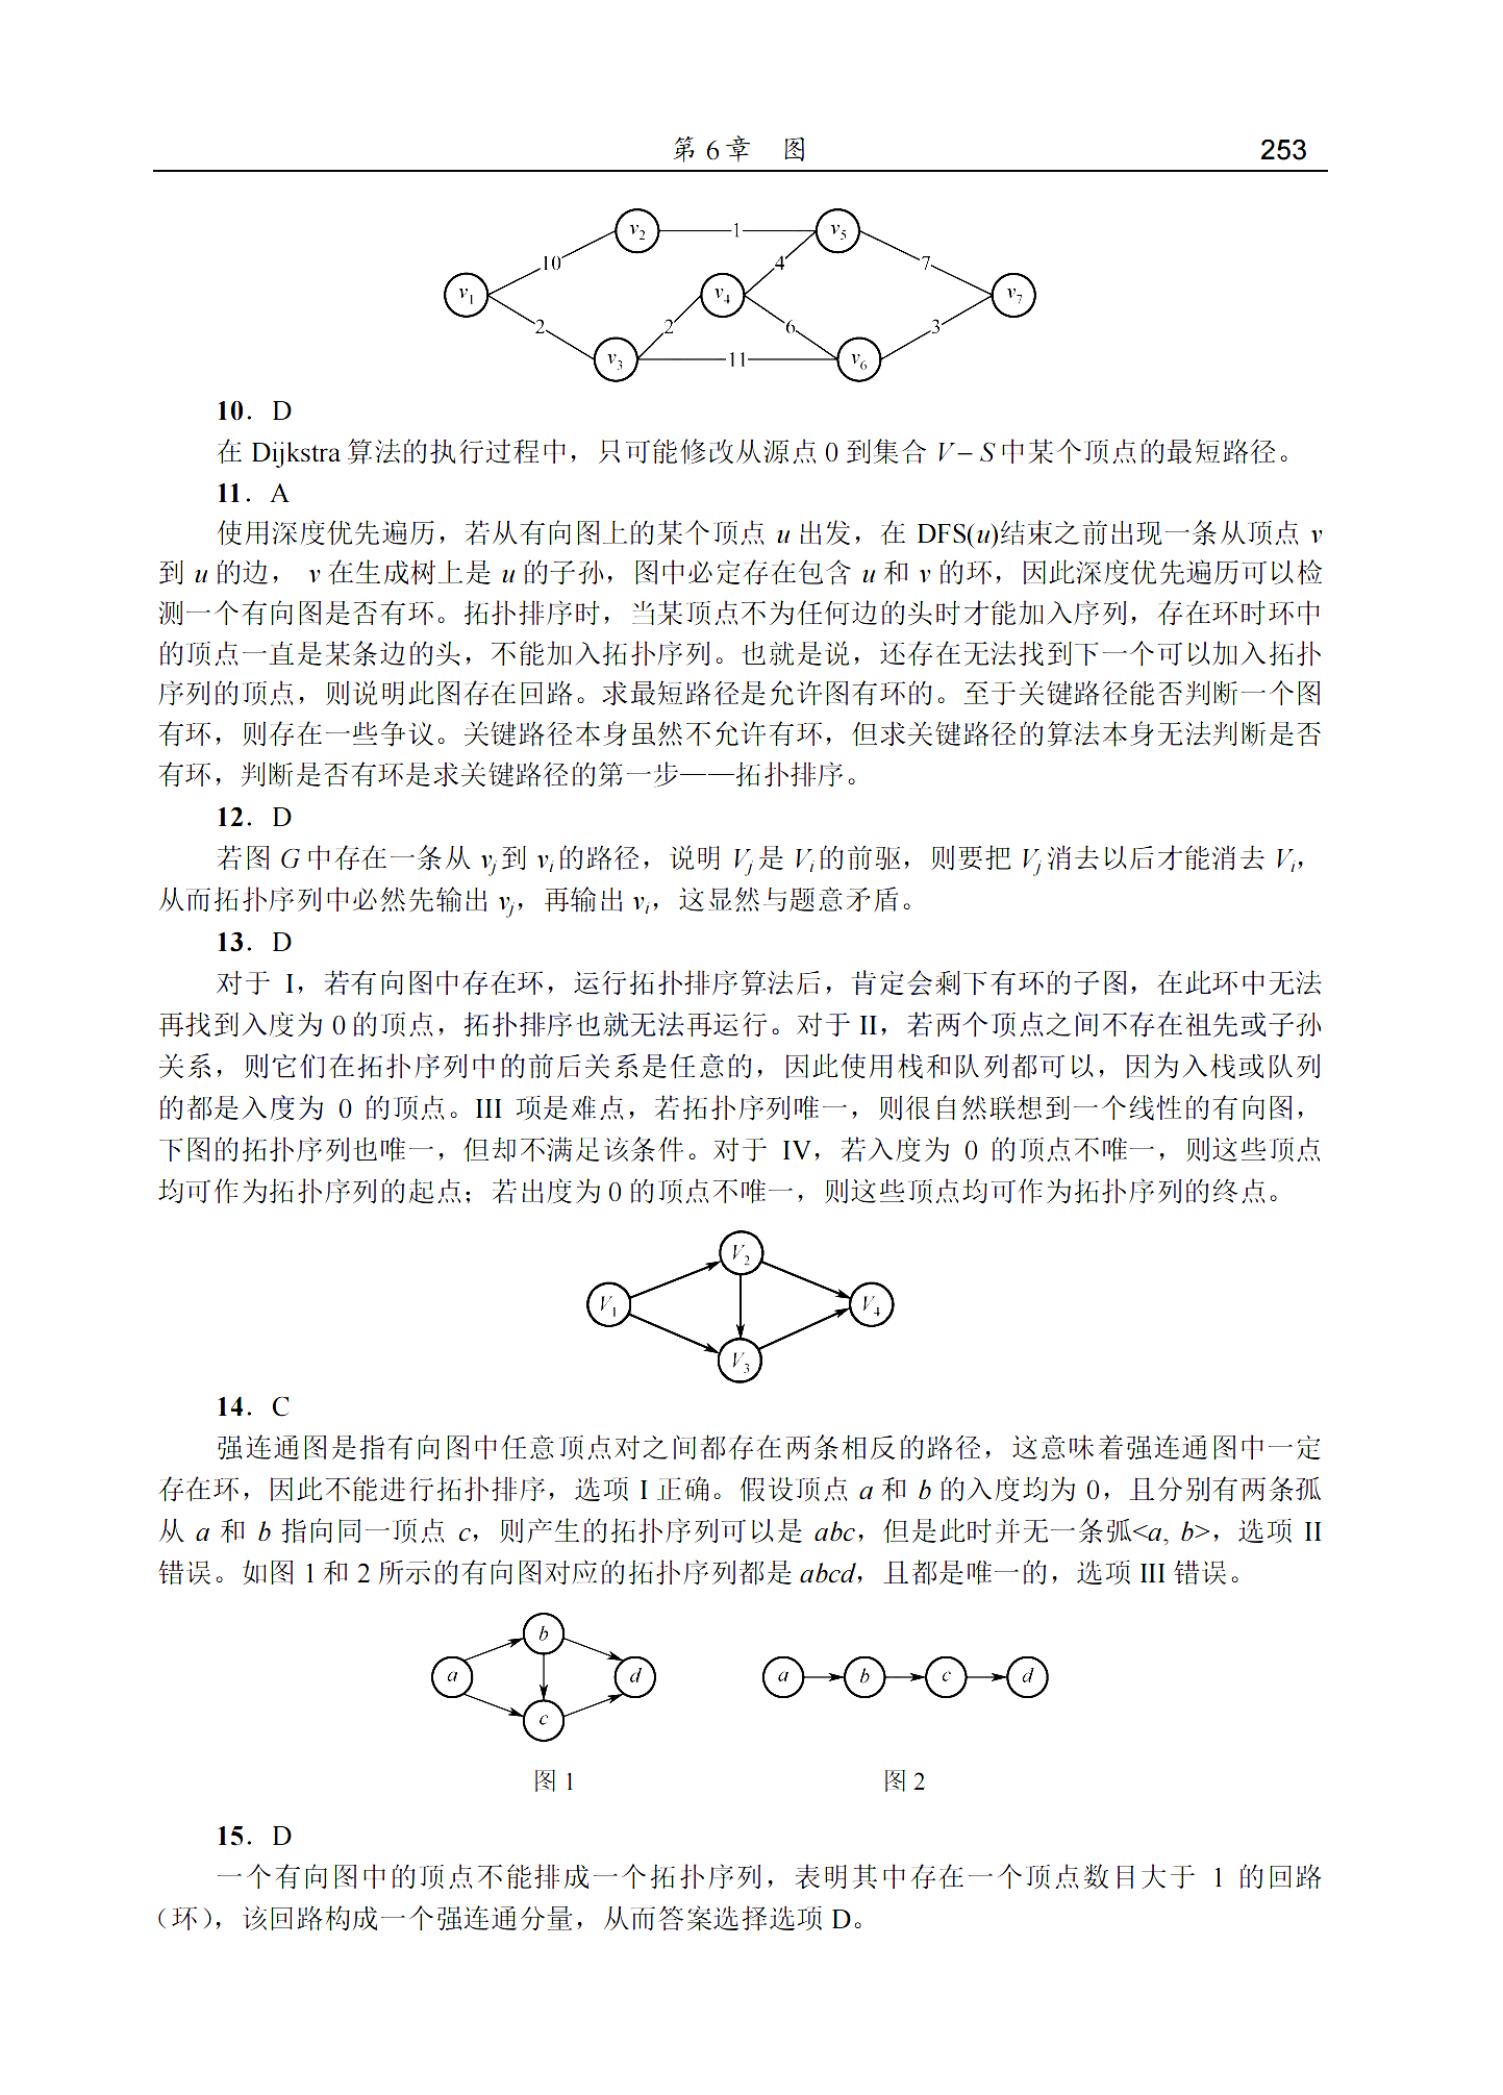 第 6 章 图 253
v2 1 v5
10 4 7
v1 v4 v7
2 2 6 3
v3 11 v6
10. D
在 Dijkstra 算法的执行过程中，只可能修改从源点 0 到集合 V – S 中某个顶点的最短路径。
11. A
使用深度优先遍历，若从有向图上的某个顶点 u 出发，在 DFS(u)结束之前出现一条从顶点 v
到 u 的边， v 在生成树上是 u 的子孙，图中必定存在包含 u 和 v 的环，因此深度优先遍历可以检
测一个有向图是否有环。拓扑排序时，当某顶点不为任何边的头时才能加入序列，存在环时环中
的顶点一直是某条边的头，不能加入拓扑序列。也就是说，还存在无法找到下一个可以加入拓扑
序列的顶点，则说明此图存在回路。求最短路径是允许图有环的。至于关键路径能否判断一个图
有环，则存在一些争议。关键路径本身虽然不允许有环，但求关键路径的算法本身无法判断是否
有环，判断是否有环是求关键路径的第一步——拓扑排序。
12. D
若图 G 中存在一条从 vj 到 vi 的路径，说明 Vj 是 Vi 的前驱，则要把 Vj 消去以后才能消去 Vi，
从而拓扑序列中必然先输出 vj，再输出 vi，这显然与题意矛盾。
13. D
对于 I，若有向图中存在环，运行拓扑排序算法后，肯定会剩下有环的子图，在此环中无法
再找到入度为 0 的顶点，拓扑排序也就无法再运行。对于 II，若两个顶点之间不存在祖先或子孙
关系，则它们在拓扑序列中的前后关系是任意的，因此使用栈和队列都可以，因为入栈或队列
的都是入度为 0 的顶点。III 项是难点，若拓扑序列唯一，则很自然联想到一个线性的有向图，
下图的拓扑序列也唯一，但却不满足该条件。对于 IV，若入度为 0 的顶点不唯一，则这些顶点
均可作为拓扑序列的起点；若出度为 0 的顶点不唯一，则这些顶点均可作为拓扑序列的终点。
V2
V1 V4
V3
14. C
强连通图是指有向图中任意顶点对之间都存在两条相反的路径，这意味着强连通图中一定
存在环，因此不能进行拓扑排序，选项 I 正确。假设顶点 a 和 b 的入度均为 0，且分别有两条弧
从 a 和 b 指向同一顶点 c，则产生的拓扑序列可以是 abc，但是此时并无一条弧<a, b>，选项 II
错误。如图 1 和 2 所示的有向图对应的拓扑序列都是 abcd，且都是唯一的，选项 III 错误。
b
a d a b c d
c
图 1 图 2
15. D
一个有向图中的顶点不能排成一个拓扑序列，表明其中存在一个顶点数目大于 1 的回路
（环），该回路构成一个强连通分量，从而答案选择选项 D。